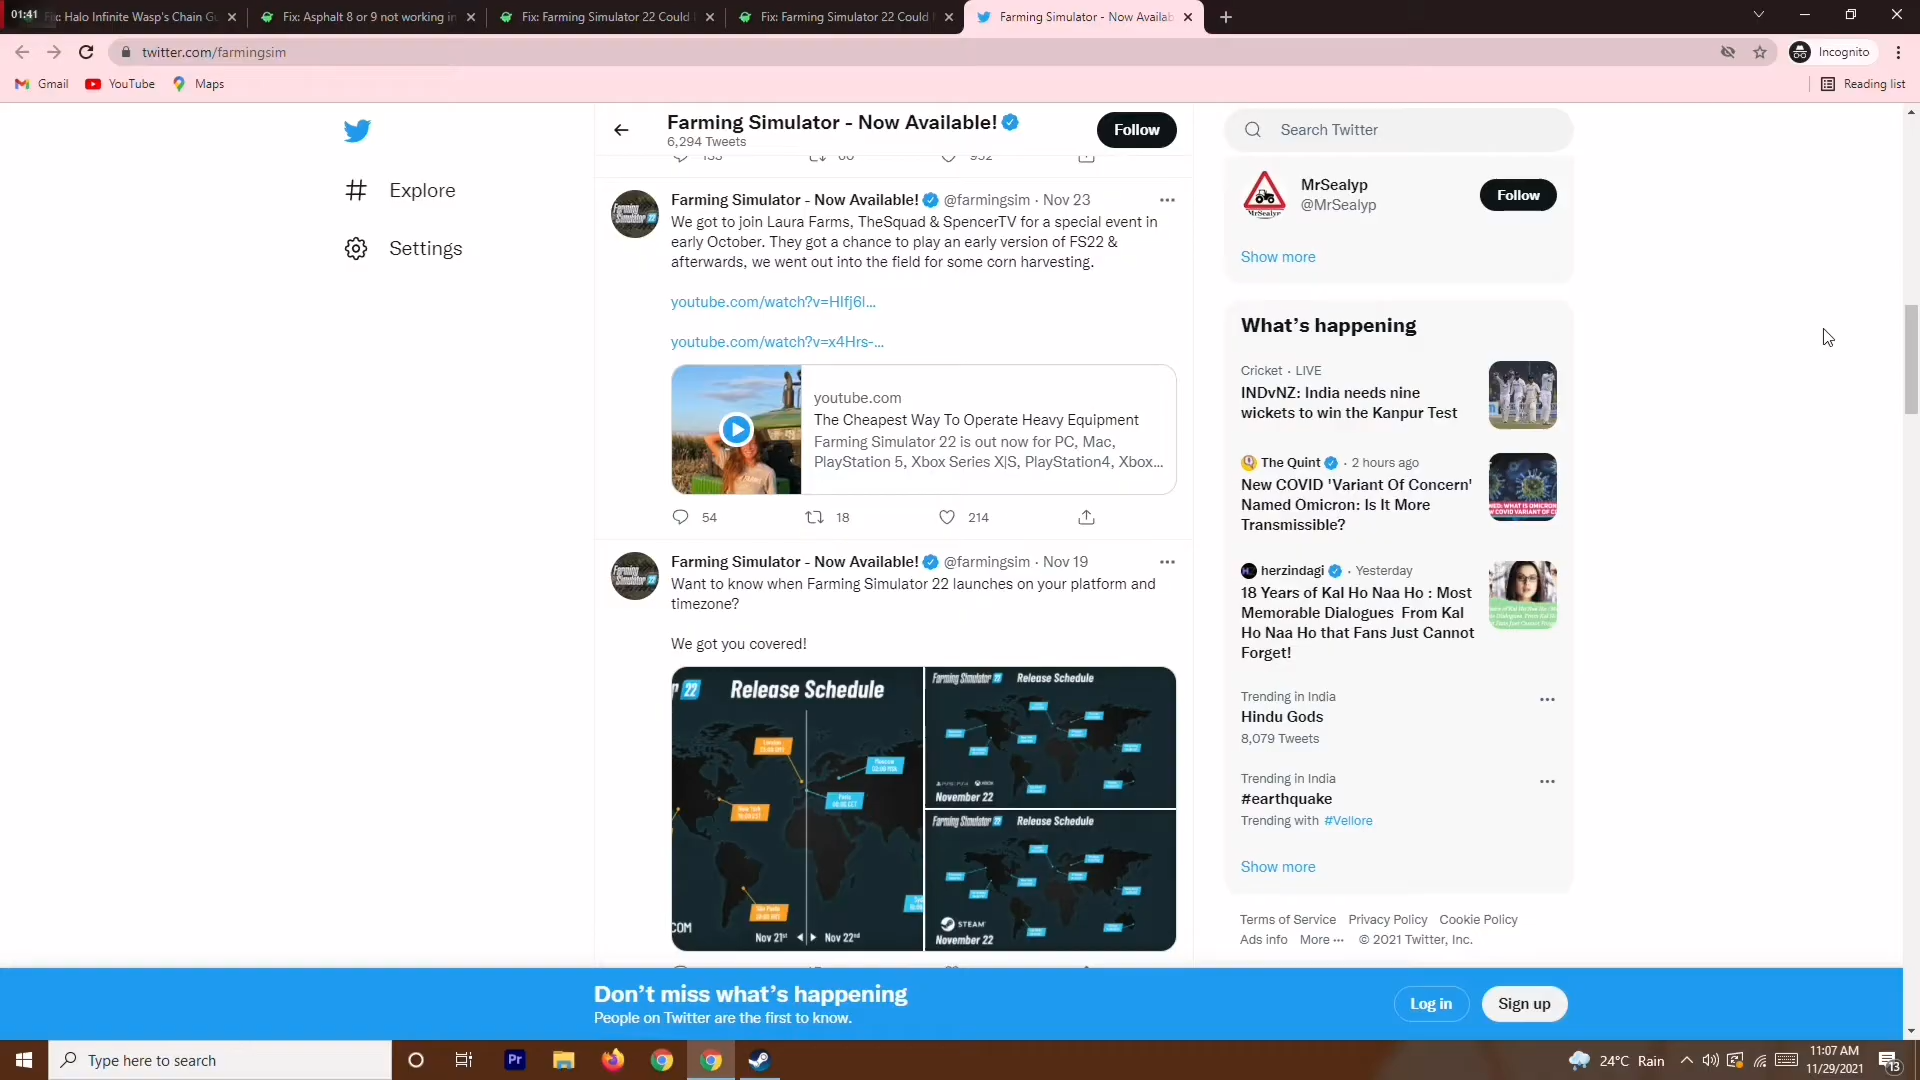 01:41
Fix: Halo Infinite Wasp's Chain Gu
Fix: Asphalt 8 or 9 not working in
Fix: Farming Simulator 22 Could
Fix: Farming Simulator 22 Could N
Farming Simulator - Now Availab
twitter.com/farmingsim
Incognito
Gmail
YouTube
Maps
Reading list
Explore
Settings
Farming Simulator - Now Available!
6,294 Tweets
Follow
Farming Simulator - Now Available! @farmingsim · Nov 23
We got to join Laura Farms, TheSquad & SpencerTV for a special event in
early October. They got a chance to play an early version of FS22 &
afterwards, we went out into the field for some corn harvesting.
youtube.com/watch?v=HIfj6l...
youtube.com/watch?v=x4Hrs-...
youtube.com
The Cheapest Way To Operate Heavy Equipment
Farming Simulator 22 is out now for PC, Mac,
PlayStation 5, Xbox Series X|S, PlayStation4, Xbox...
54 18 214
Farming Simulator - Now Available! @farmingsim · Nov 19
Want to know when Farming Simulator 22 launches on your platform and
timezone?
We got you covered!
22 Release Schedule
COM
Nov 21st Nov 22nd
Farming Simulator 22 Release Schedule
November 22
Farming Simulator 22 Release Schedule
STEAM
November 22
Search Twitter
MrSealyp
@MrSealyp
Follow
Show more
What's happening
Cricket · LIVE
INDvNZ: India needs nine
wickets to win the Kanpur Test
The Quint · 2 hours ago
New COVID 'Variant Of Concern'
Named Omicron: Is It More
Transmissible?
herzindagi · Yesterday
18 Years of Kal Ho Naa Ho : Most
Memorable Dialogues From Kal
Ho Naa Ho that Fans Just Cannot
Forget!
Trending in India
Hindu Gods
8,079 Tweets
Trending in India
#earthquake
Trending with #Vellore
Show more
Terms of Service Privacy Policy Cookie Policy
Ads info More ··· © 2021 Twitter, Inc.
Don't miss what's happening
People on Twitter are the first to know.
Log in
Sign up
Type here to search
Pr
24°C Rain
11:07 AM
11/29/2021
13